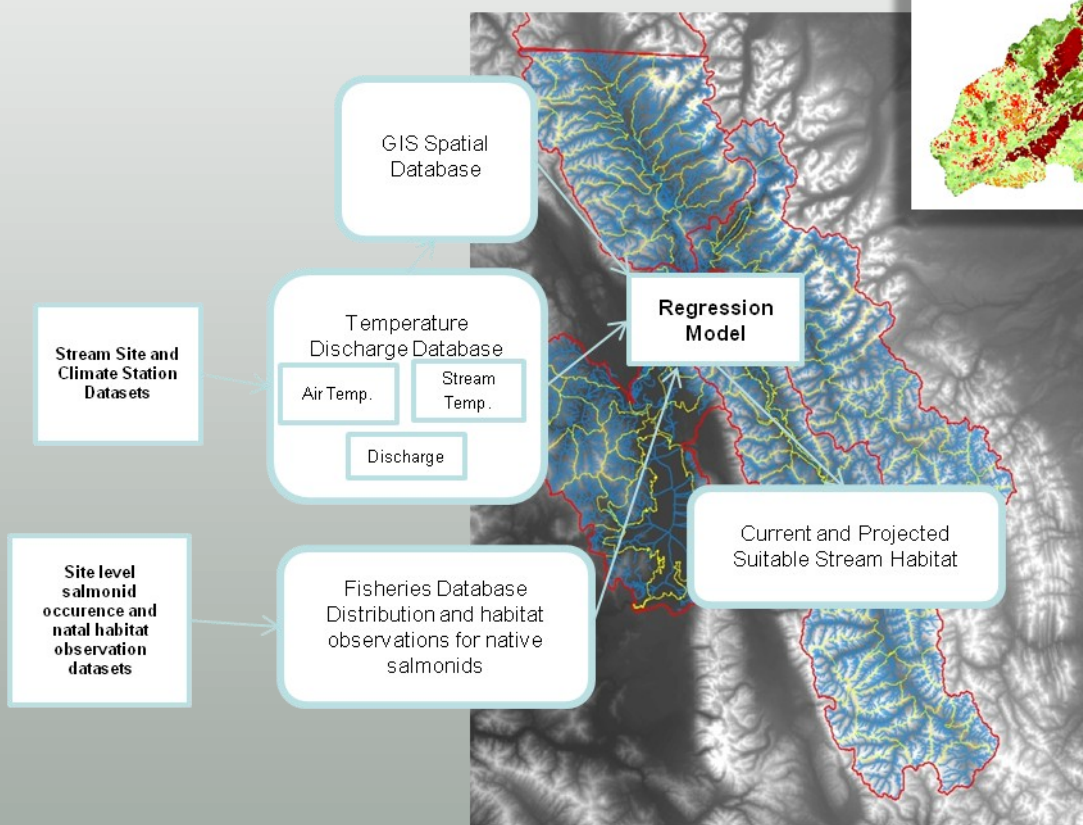 GIS Spatial
Database
Temperature
Discharge Database
Air Temp.
Stream
Temp.
Discharge
Regression
Model
Stream Site and
Climate Station
Datasets
Current and Projected
Suitable Stream Habitat
Site level
salmonid
occurence and
natal habitat
observation
datasets
Fisheries Database
Distribution and habitat
observations for native
salmonids